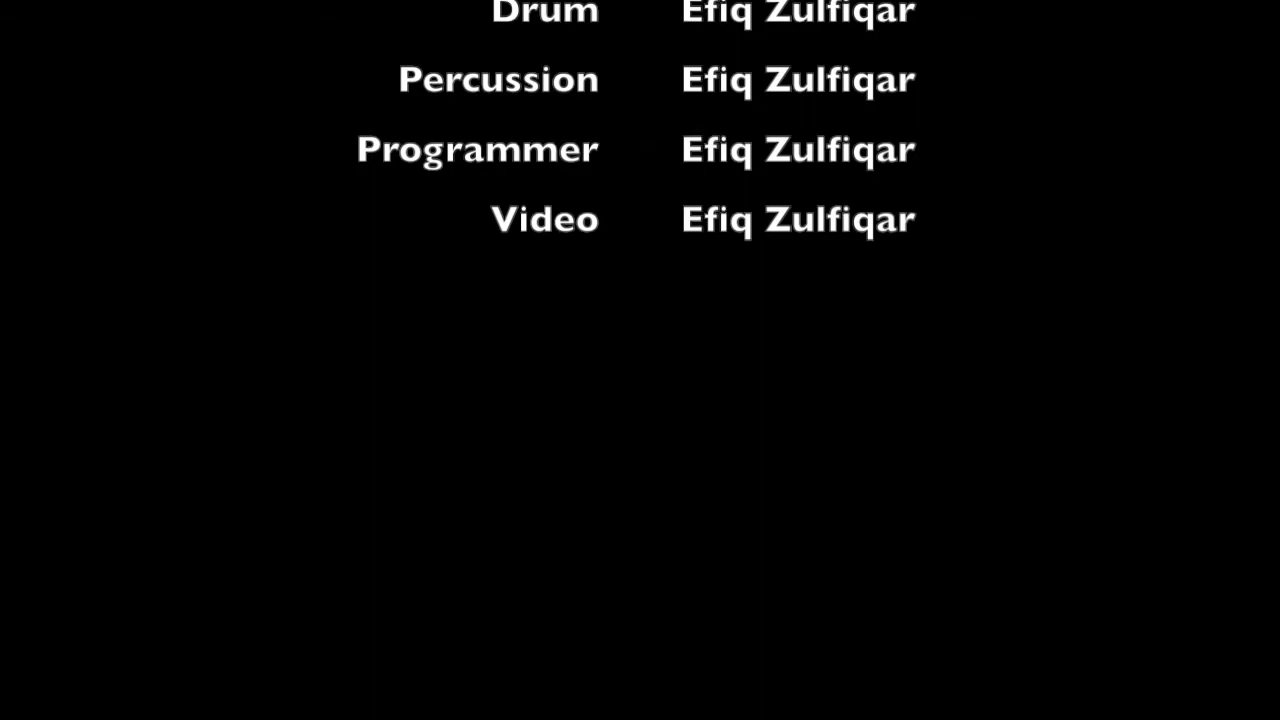 Drum Efiq Zulfiqar
Percussion Efiq Zulfiqar
Programmer Efiq Zulfiqar
Video Efiq Zulfiqar